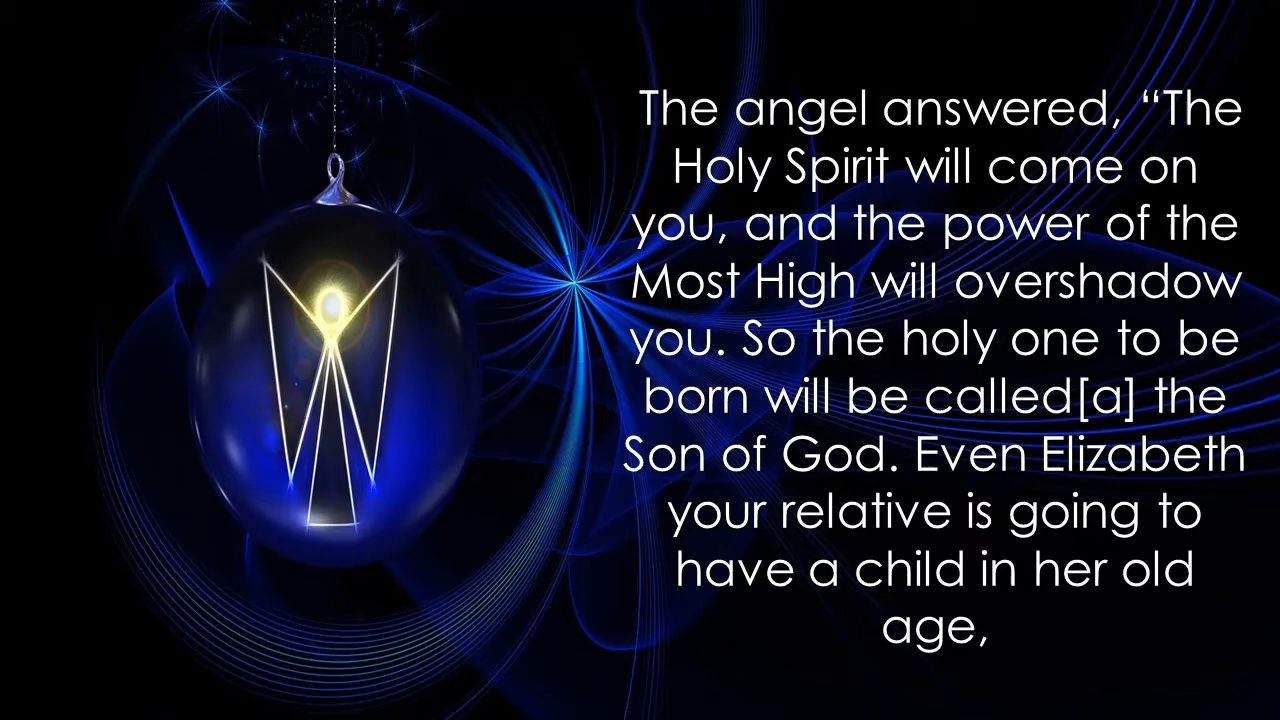 The angel answered, “The
Holy Spirit will come on
you, and the power of the
Most High will overshadow
you. So the holy one to be
born will be called[a] the
Son of God. Even Elizabeth
your relative is going to
have a child in her old
age,